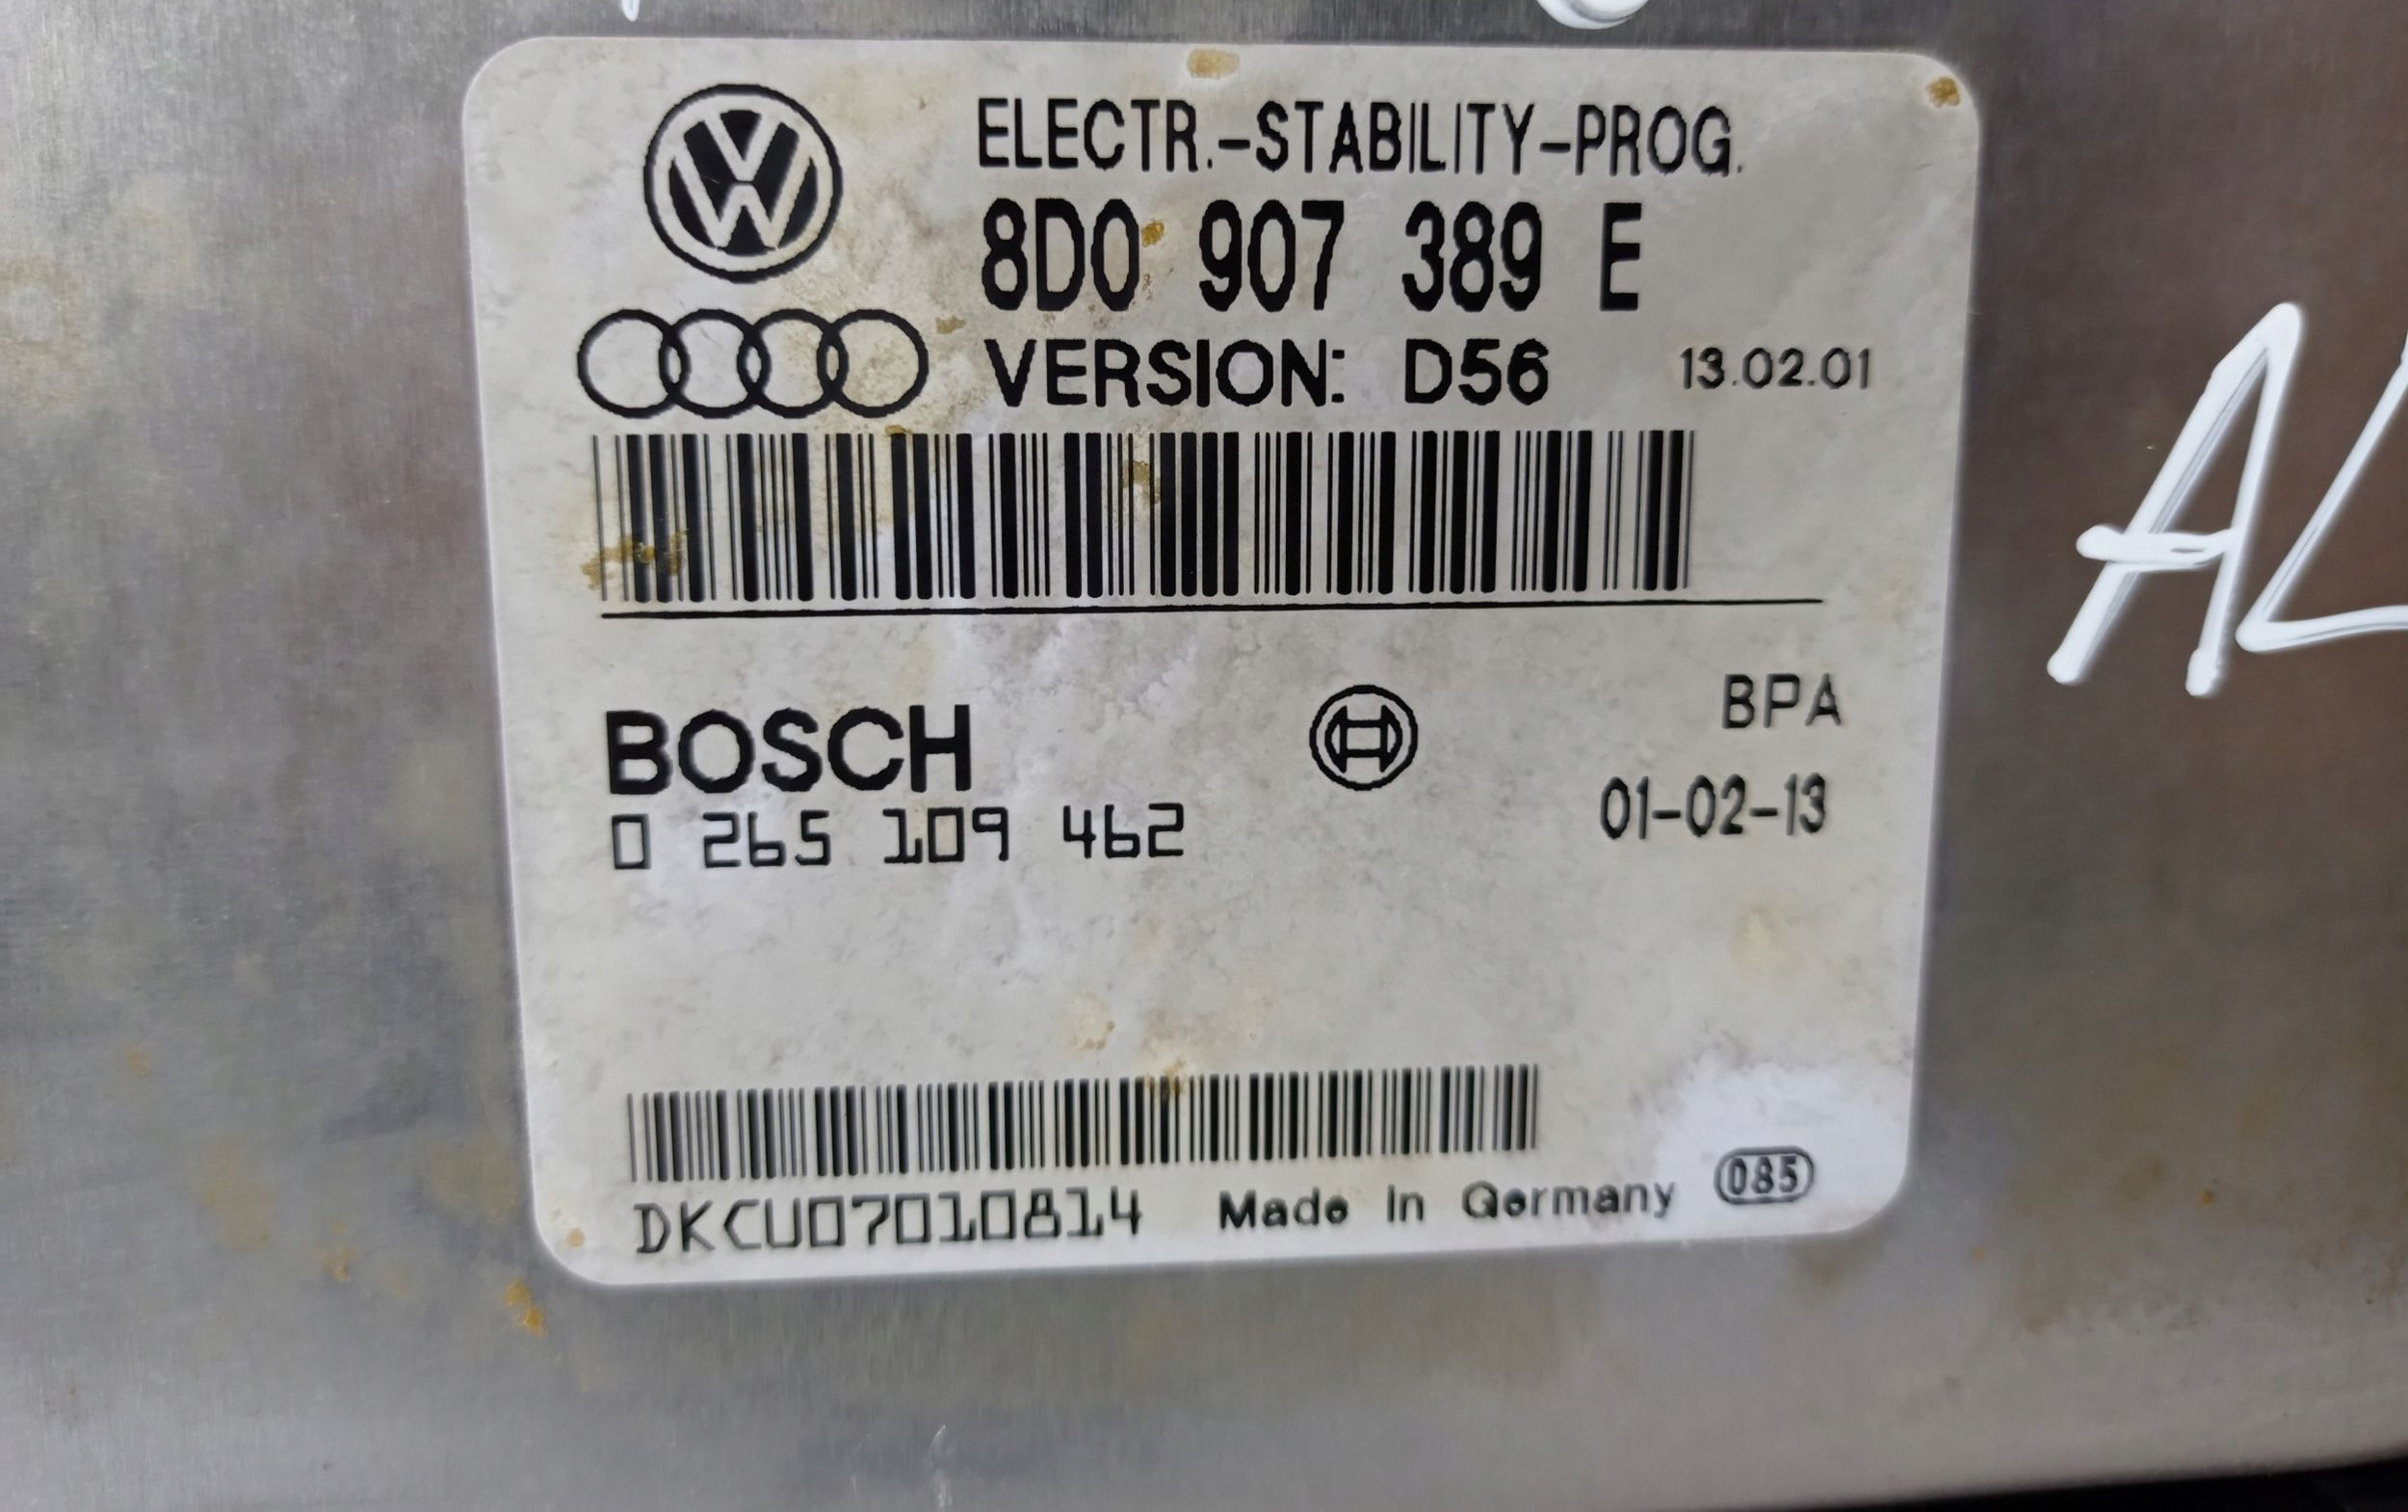 ELECTR.-STABILITY-PROG.
8D0 907 389 E
VERSION: D56 13.02.01
BOSCH
BPA
0 265 109 462
01-02-13
DKCU07010814 Made In Germany 085
AL